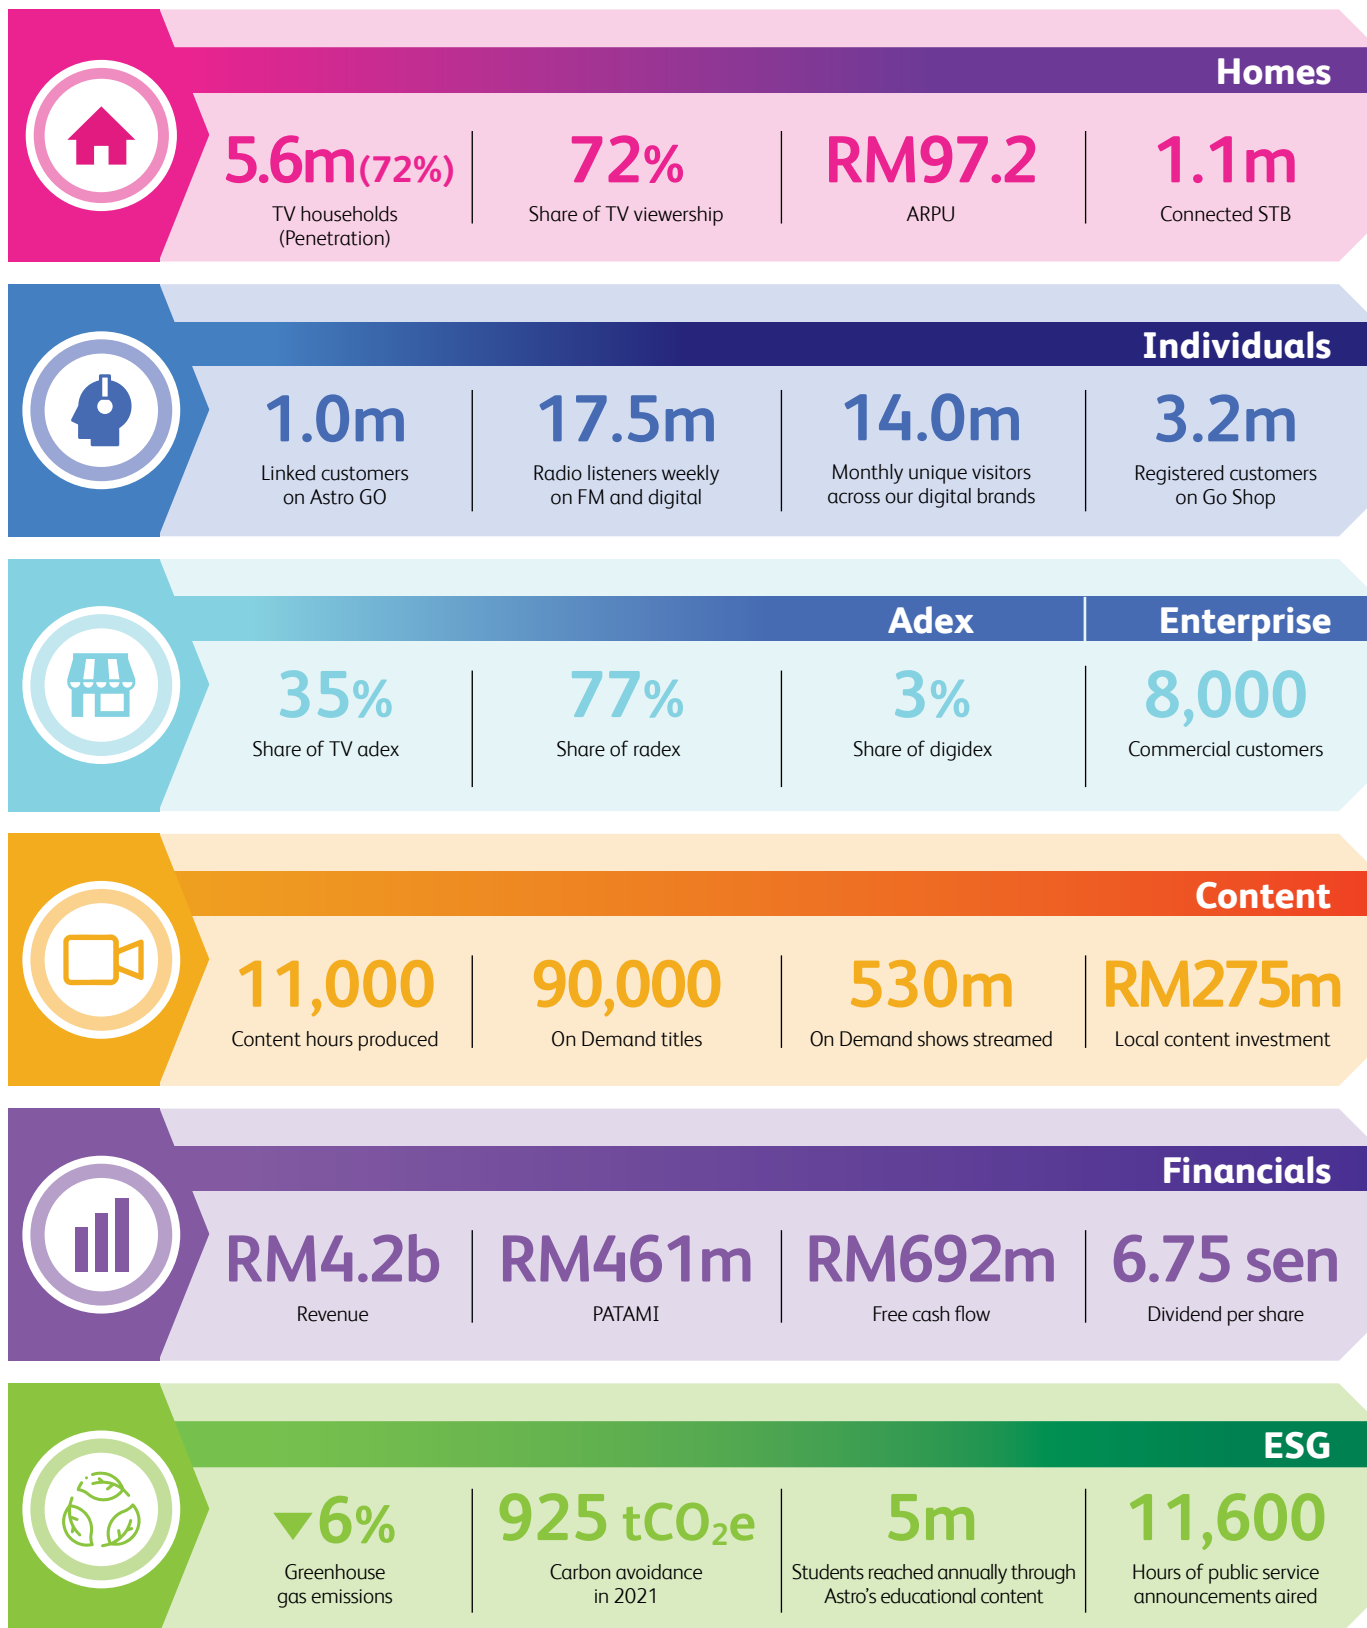 Homes
5.6m (72%)
TV households
(Penetration)
72%
Share of TV viewership
RM97.2
ARPU
1.1m
Connected STB
Individuals
1.0m
Linked customers
on Astro GO
17.5m
Radio listeners weekly
on FM and digital
14.0m
Monthly unique visitors
across our digital brands
3.2m
Registered customers
on Go Shop
Adex
Enterprise
35%
Share of TV adex
77%
Share of radex
3%
Share of digidex
8,000
Commercial customers
Content
11,000
Content hours produced
90,000
On Demand titles
530m
On Demand shows streamed
RM275m
Local content investment
Financials
RM4.2b
Revenue
RM461m
PATAMI
RM692m
Free cash flow
6.75 sen
Dividend per share
ESG
▼6%
Greenhouse
gas emissions
925 tCO₂e
Carbon avoidance
in 2021
5m
Students reached annually through
Astro's educational content
11,600
Hours of public service
announcements aired